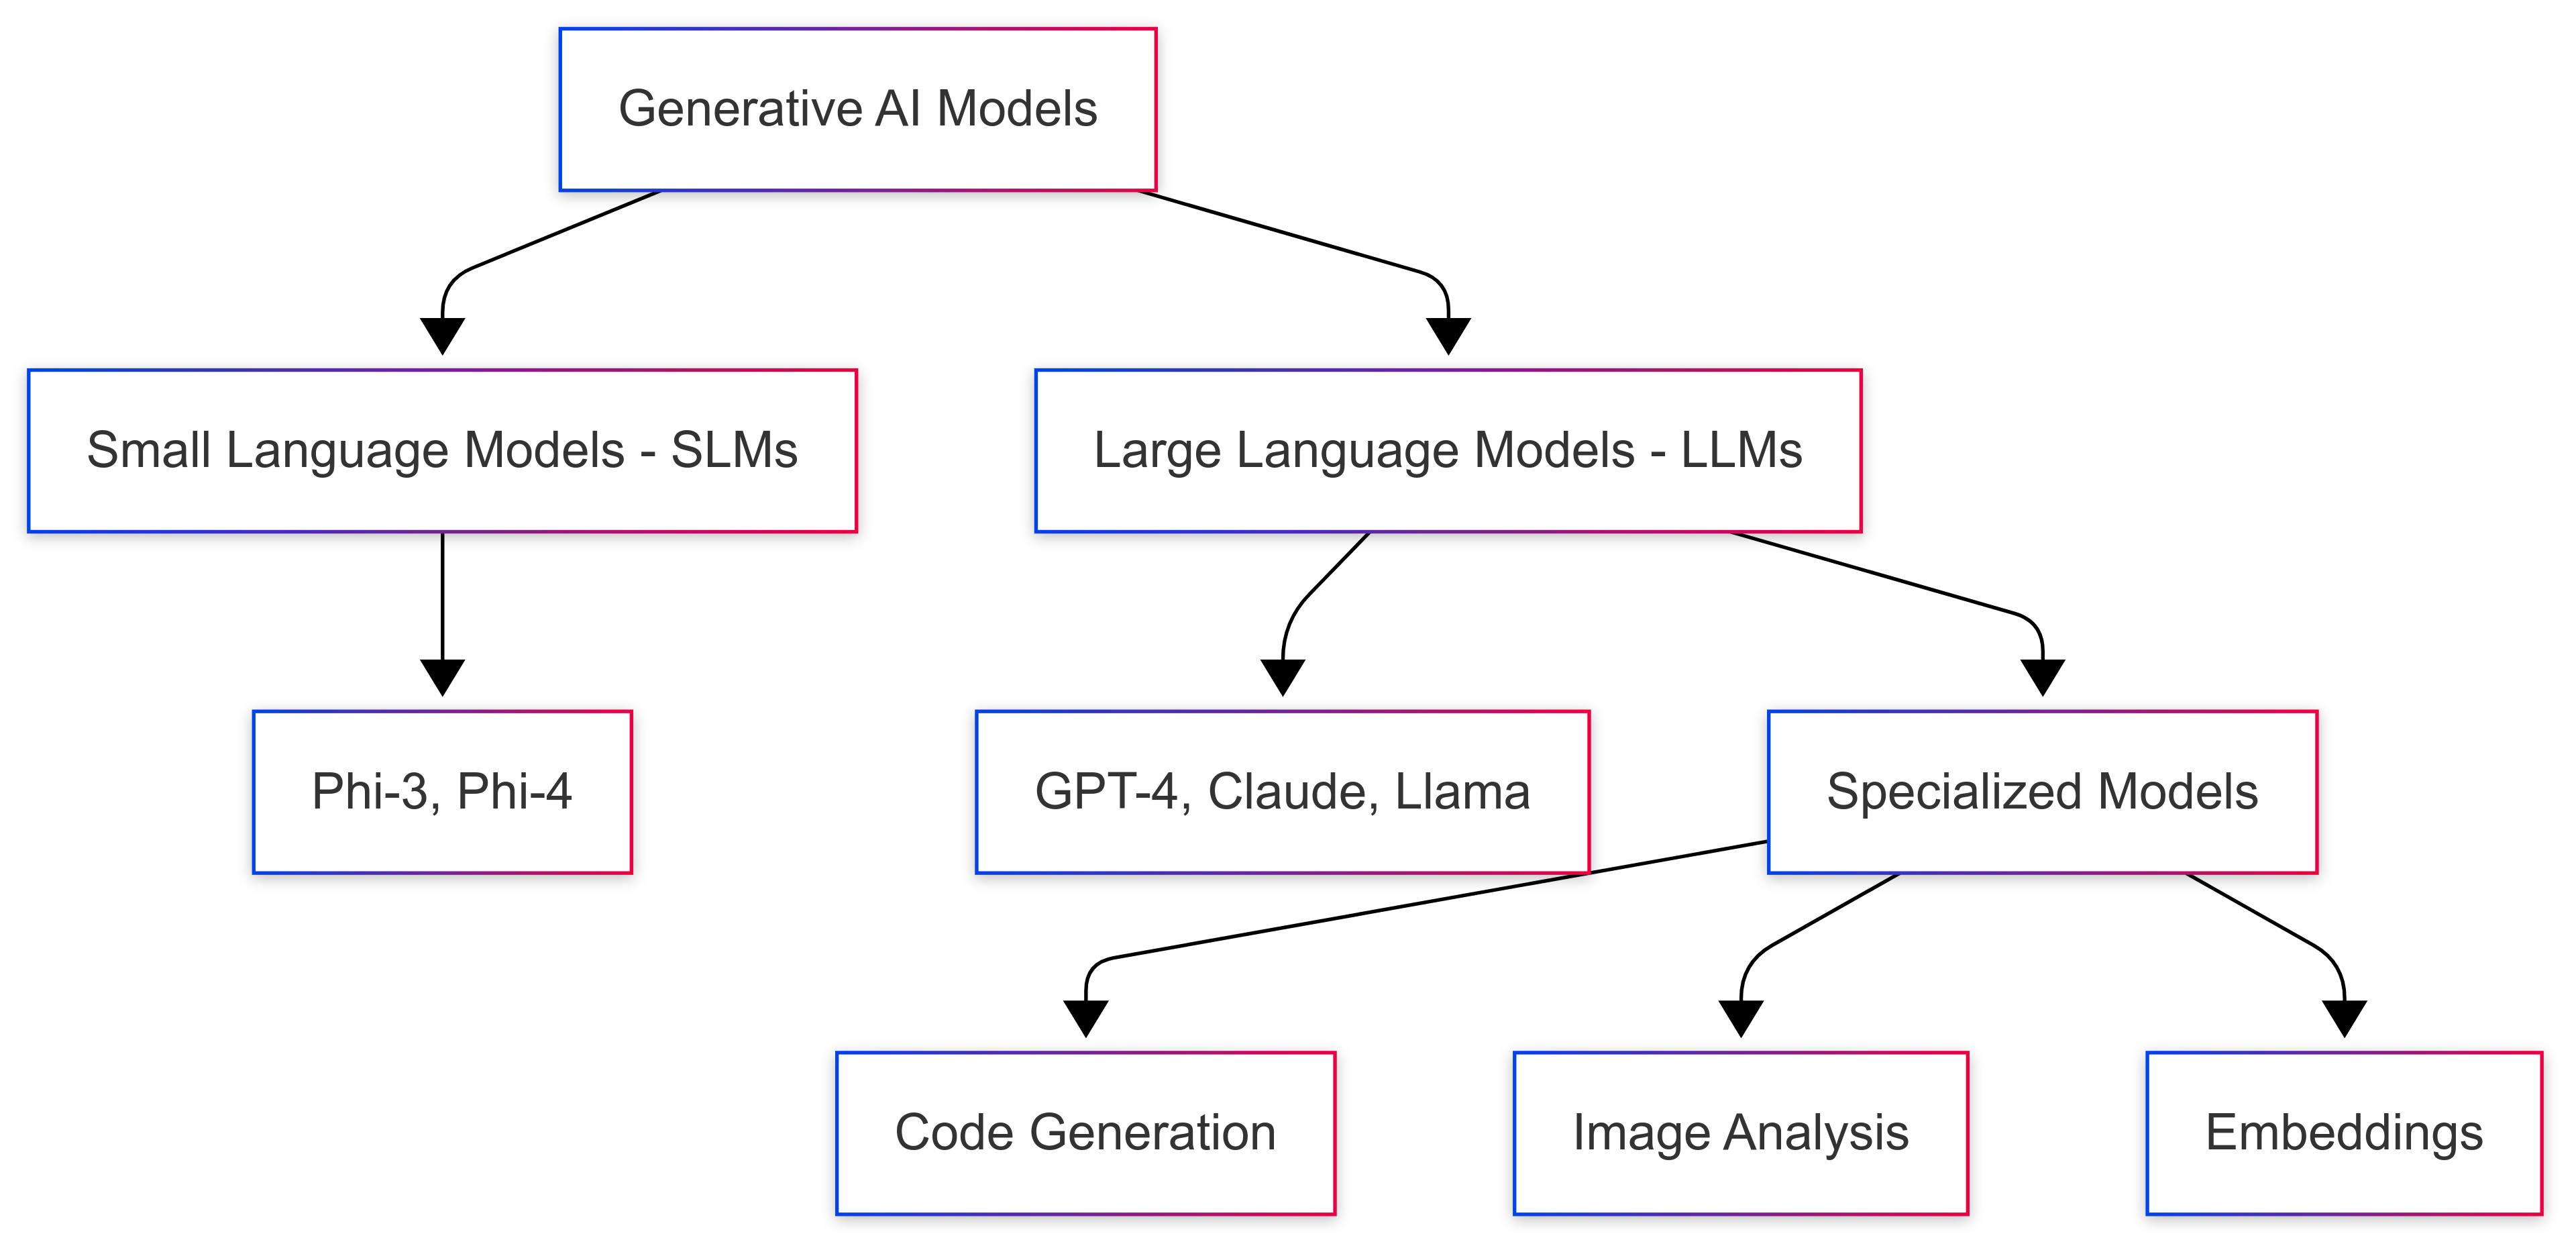 Generative AI Models
Small Language Models - SLMs
Large Language Models - LLMs
Phi-3, Phi-4
GPT-4, Claude, Llama
Specialized Models
Code Generation
Image Analysis
Embeddings